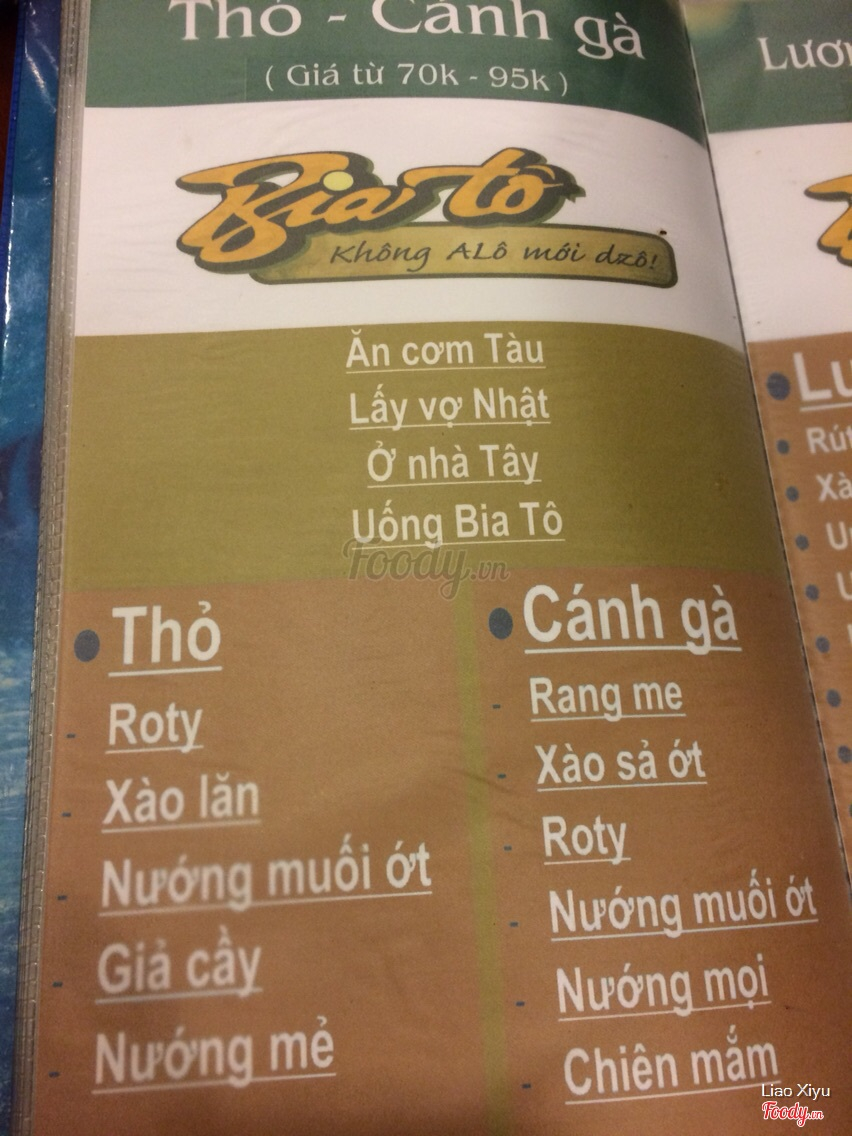 Thỏ - Cánh gà
( Giá từ 70k - 95k )
Bia tô
Không ALô mới dzô!
Ăn cơm Tàu
Lấy vợ Nhật
Ở nhà Tây
Uống Bia Tô
Foody.vn
Thỏ
- Roty
- Xào lăn
- Nướng muối ớt
- Giả cầy
- Nướng mẻ
Cánh gà
- Rang me
- Xào sả ớt
- Roty
- Nướng muối ớt
- Nướng mọi
- Chiên mắm
Liao Xiyu
Foody.vn